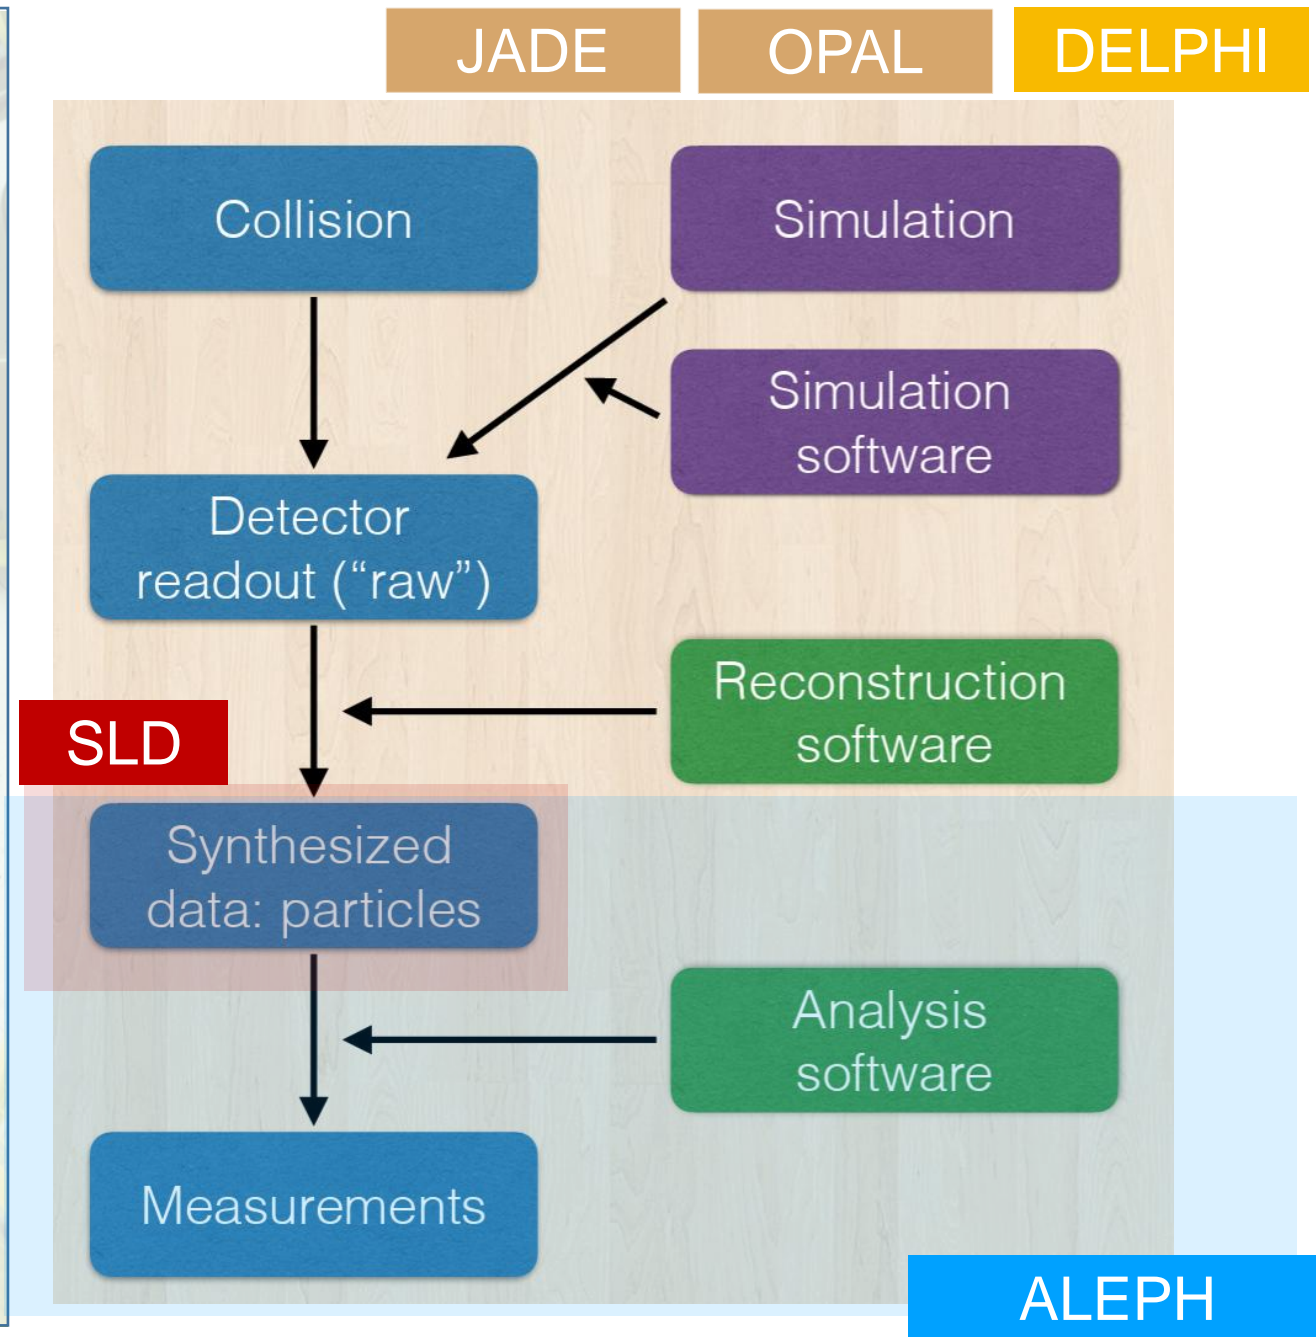 JADE
OPAL
DELPHI
Collision
Simulation
Simulation
software
Detector
readout (“raw”)
Reconstruction
software
SLD
Synthesized
data: particles
Analysis
software
Measurements
ALEPH